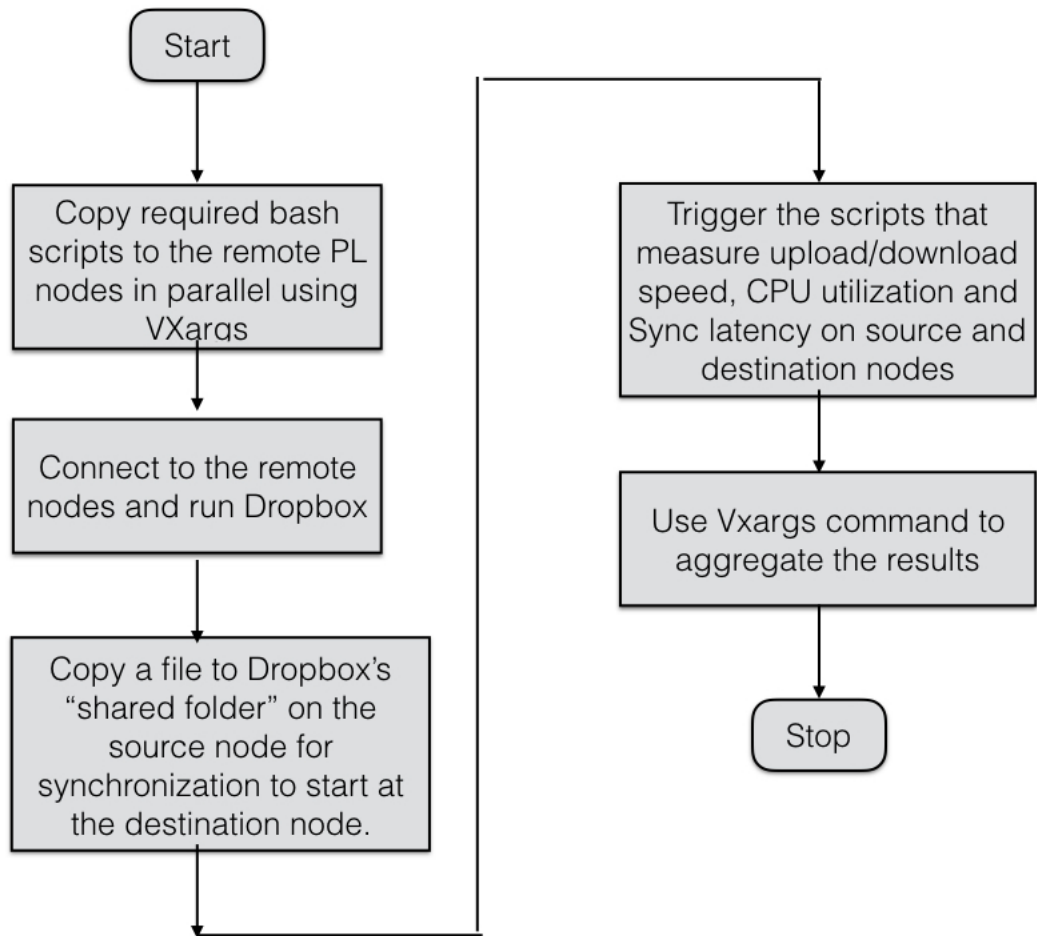 Start
Copy required bash
scripts to the remote PL
nodes in parallel using
VXargs
Connect to the remote
nodes and run Dropbox
Copy a file to Dropbox’s
“shared folder” on the
source node for
synchronization to start at
the destination node.
Trigger the scripts that
measure upload/download
speed, CPU utilization and
Sync latency on source and
destination nodes
Use Vxargs command to
aggregate the results
Stop